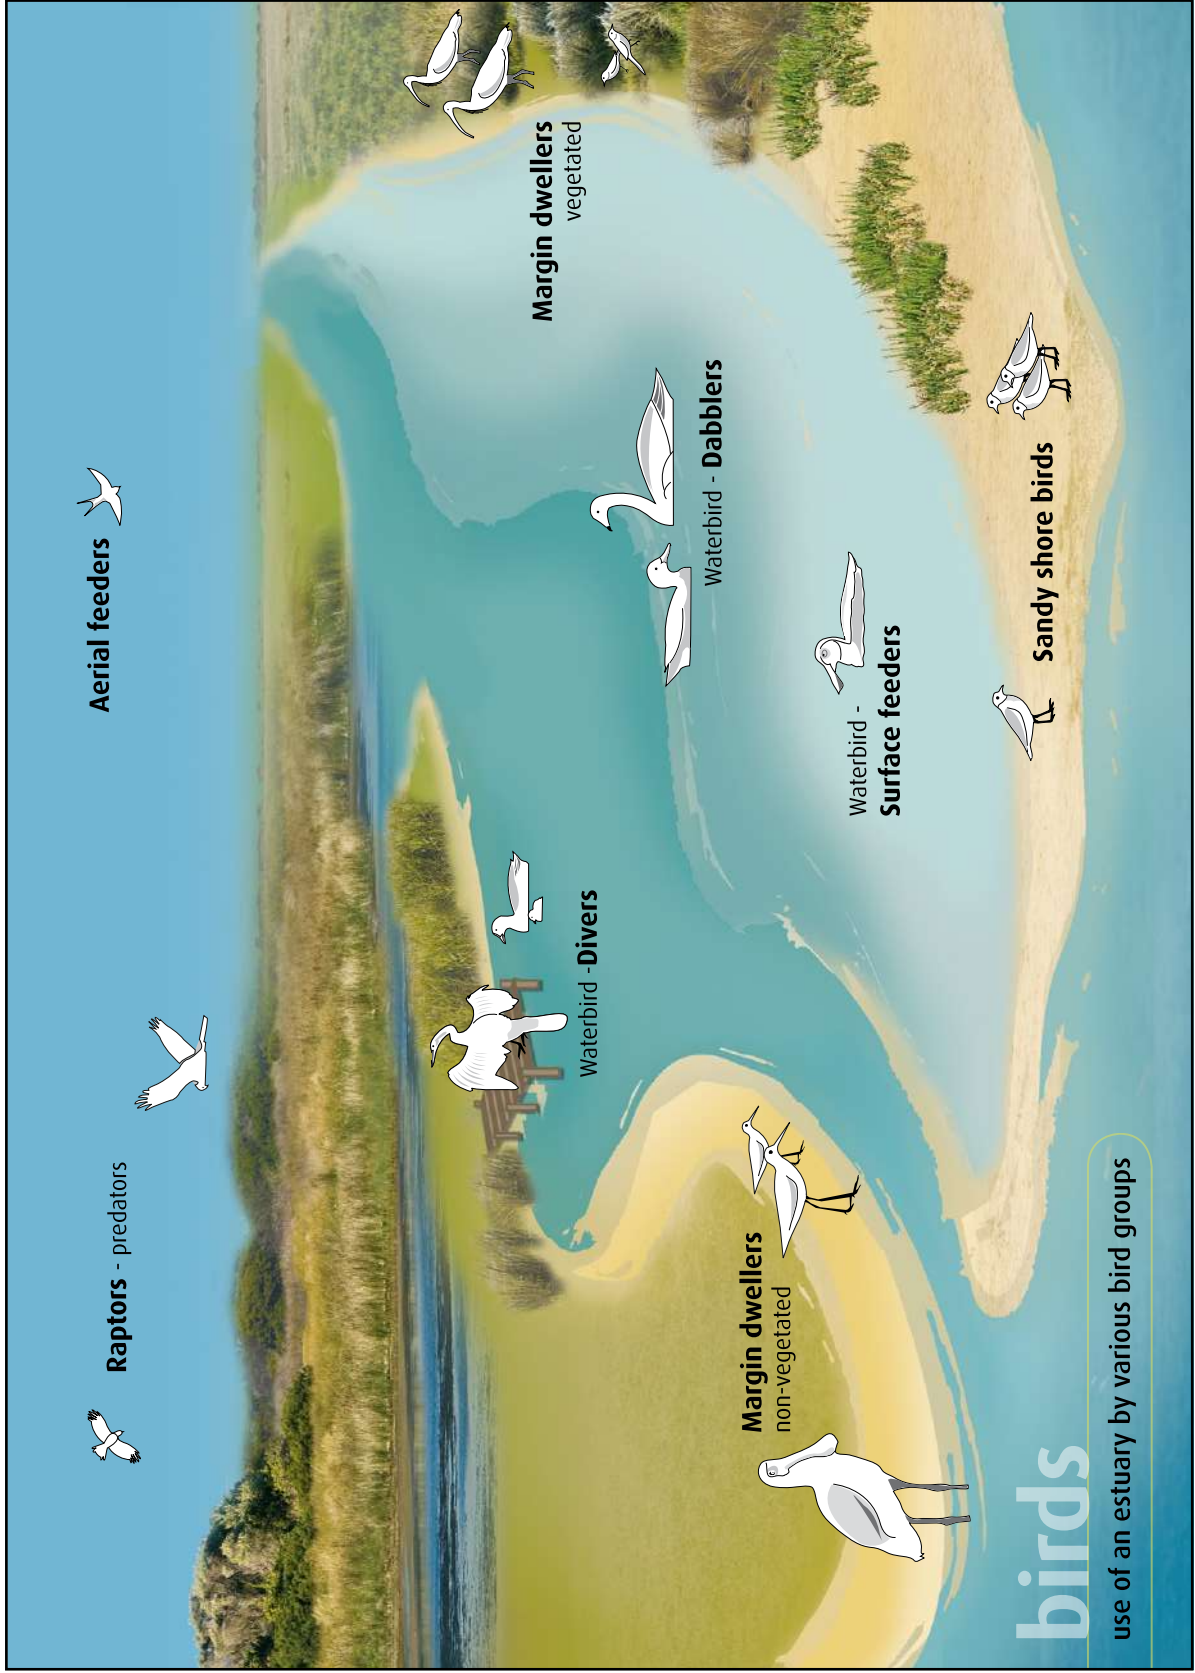 Aerial feeders
Raptors - predators
Margin dwellers
vegetated
Waterbird - Dabblers
Waterbird -Divers
Waterbird -
Surface feeders
Margin dwellers
non-vegetated
Sandy shore birds
birds
use of an estuary by various bird groups